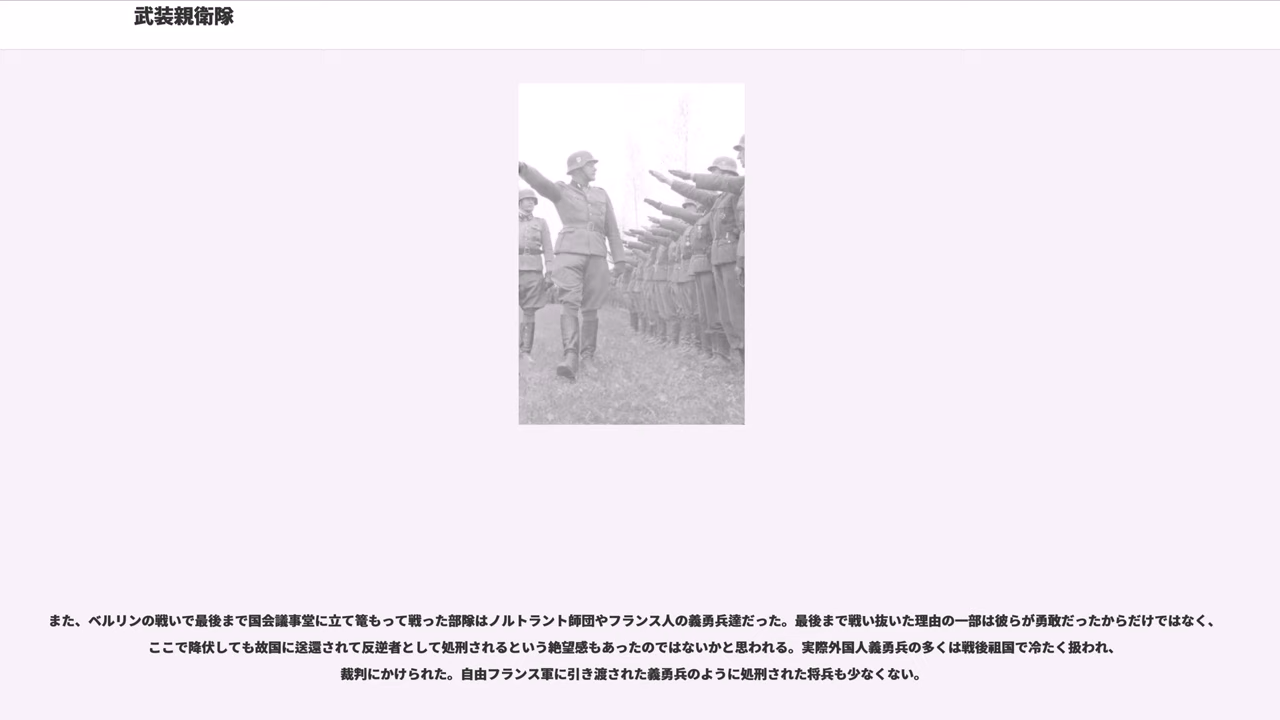 武装親衛隊
また、ベルリンの戦いで最後まで国会議事堂に立て篭もって戦った部隊はノルトラント師団やフランス人の義勇兵達だった。最後まで戦い抜いた理由の一部は彼らが勇敢だったからだけではなく、
ここで降伏しても故国に送還されて反逆者として処刑されるという絶望感もあったのではないかと思われる。実際外国人義勇兵の多くは戦後祖国で冷たく扱われ、
裁判にかけられた。自由フランス軍に引き渡された義勇兵のように処刑された将兵も少なくない。